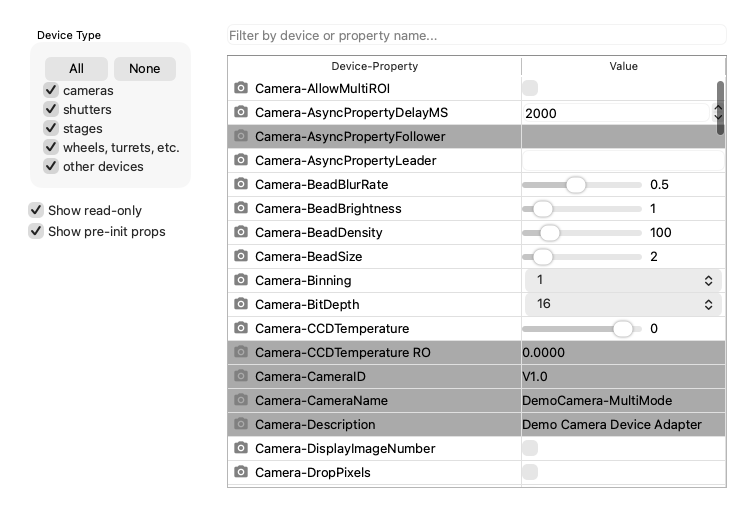 Device Type
All None
cameras
shutters
stages
wheels, turrets, etc.
other devices
Show read-only
Show pre-init props
Filter by device or property name...
Device-Property Value
Camera-AllowMultiROI
Camera-AsyncPropertyDelayMS 2000
Camera-AsyncPropertyFollower
Camera-AsyncPropertyLeader
Camera-BeadBlurRate 0.5
Camera-BeadBrightness 1
Camera-BeadDensity 100
Camera-BeadSize 2
Camera-Binning 1
Camera-BitDepth 16
Camera-CCDTemperature 0
Camera-CCDTemperature RO 0.0000
Camera-CameraID V1.0
Camera-CameraName DemoCamera-MultiMode
Camera-Description Demo Camera Device Adapter
Camera-DisplayImageNumber
Camera-DropPixels